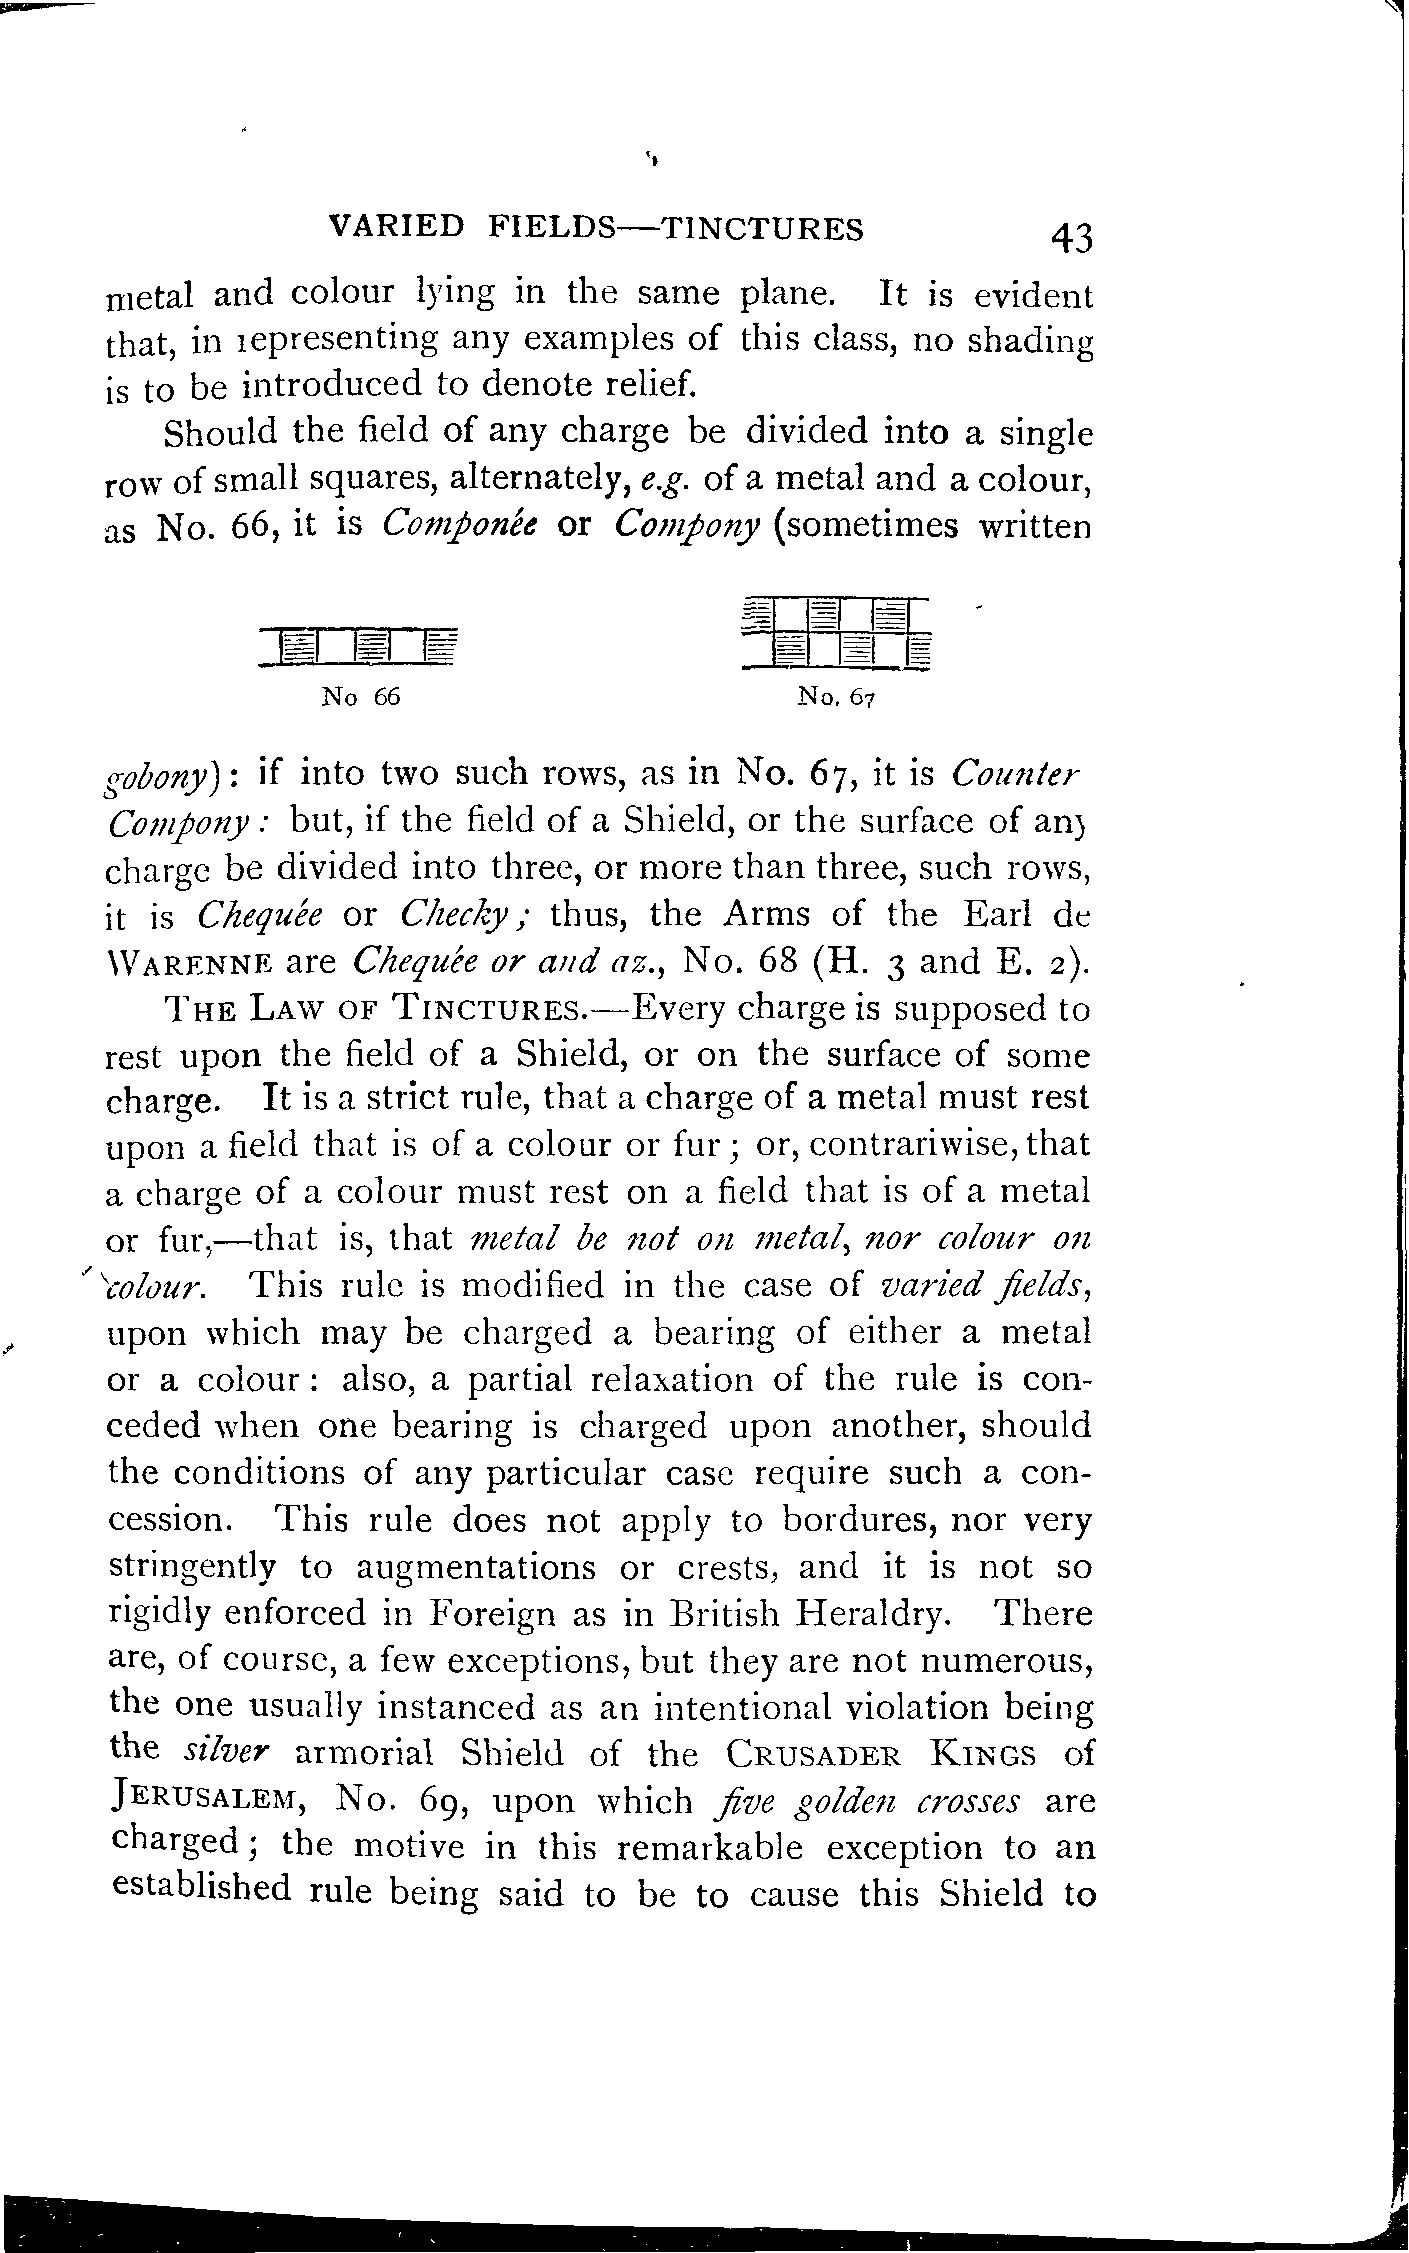 VARIED FIELDS—TINCTURES 43
metal and colour lying in the same plane. It is evident
that, in representing any examples of this class, no shading
is to be introduced to denote relief.
Should the field of any charge be divided into a single
row of small squares, alternately, e.g. of a metal and a colour,
as No. 66, it is Componée or Compony (sometimes written
No 66
No. 67
gobony): if into two such rows, as in No. 67, it is Counter
Compony: but, if the field of a Shield, or the surface of any
charge be divided into three, or more than three, such rows,
it is Chequée or Checky; thus, the Arms of the Earl de
WARENNE are Chequée or and az., No. 68 (H. 3 and E. 2).
THE LAW OF TINCTURES.—Every charge is supposed to
rest upon the field of a Shield, or on the surface of some
charge. It is a strict rule, that a charge of a metal must rest
upon a field that is of a colour or fur; or, contrariwise, that
a charge of a colour must rest on a field that is of a metal
or fur,—that is, that metal be not on metal, nor colour on
colour. This rule is modified in the case of varied fields,
upon which may be charged a bearing of either a metal
or a colour: also, a partial relaxation of the rule is con-
ceded when one bearing is charged upon another, should
the conditions of any particular case require such a con-
cession. This rule does not apply to bordures, nor very
stringently to augmentations or crests, and it is not so
rigidly enforced in Foreign as in British Heraldry. There
are, of course, a few exceptions, but they are not numerous,
the one usually instanced as an intentional violation being
the silver armorial Shield of the CRUSADER KINGS of
JERUSALEM, No. 69, upon which five golden crosses are
charged; the motive in this remarkable exception to an
established rule being said to be to cause this Shield to